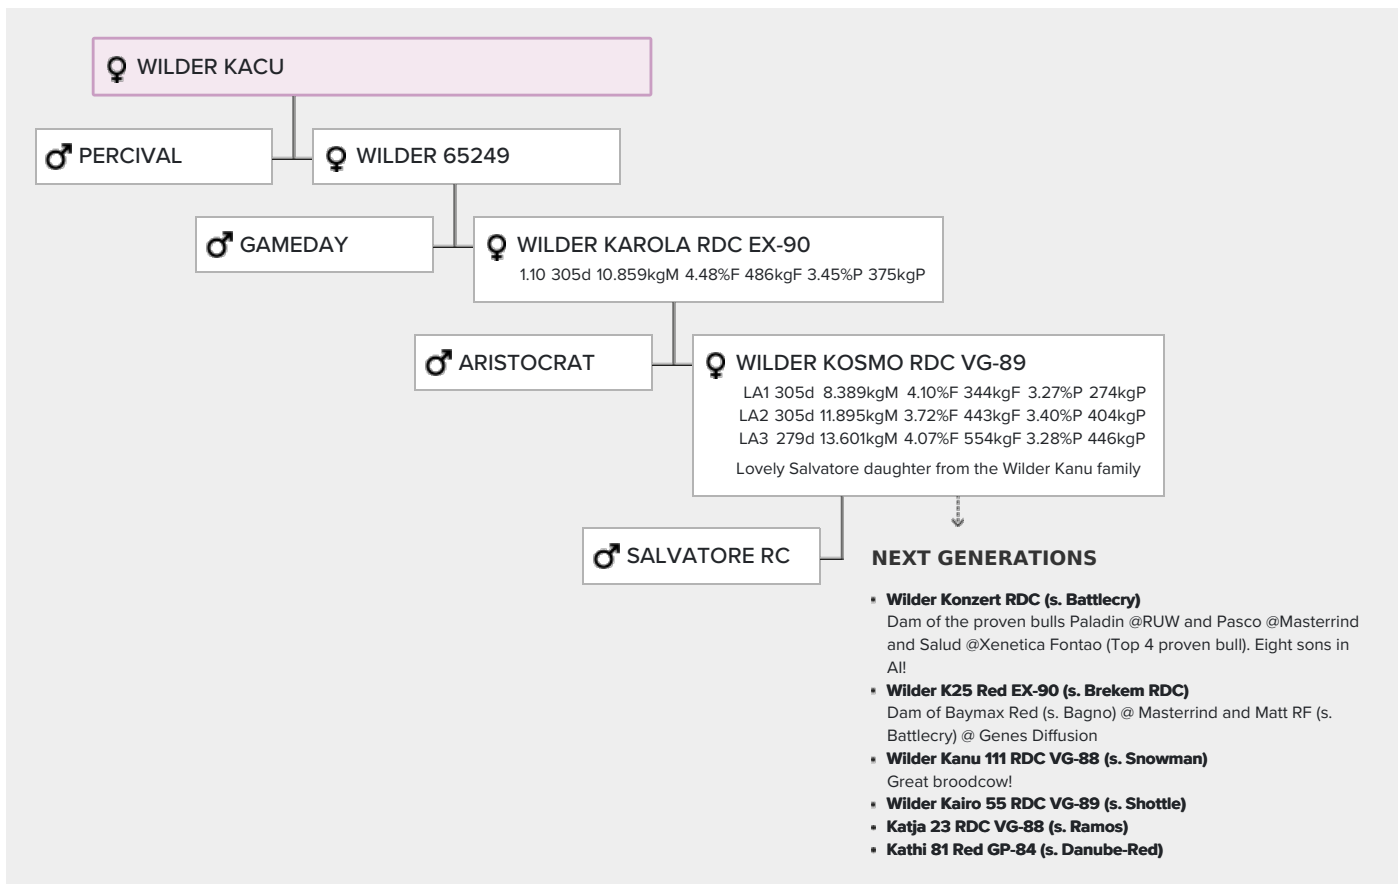 WILDER KACU
PERCIVAL
WILDER 65249
GAMEDAY
WILDER KAROLA RDC EX-90
1.10 305d 10.859kgM 4.48%F 486kgF 3.45%P 375kgP
ARISTOCRAT
WILDER KOSMO RDC VG-89
LA1 305d 8.389kgM 4.10%F 344kgF 3.27%P 274kgP
LA2 305d 11.895kgM 3.72%F 443kgF 3.40%P 404kgP
LA3 279d 13.601kgM 4.07%F 554kgF 3.28%P 446kgP
Lovely Salvatore daughter from the Wilder Kanu family
SALVATORE RC
NEXT GENERATIONS
Wilder Konzert RDC (s. Battlecry)
Dam of the proven bulls Paladin @RUW and Pasco @Masterrind
and Salud @Xenetica Fontao (Top 4 proven bull). Eight sons in
AI!
Wilder K25 Red EX-90 (s. Brekem RDC)
Dam of Baymax Red (s. Bagno) @ Masterrind and Matt RF (s.
Battlecry) @ Genes Diffusion
Wilder Kanu 111 RDC VG-88 (s. Snowman)
Great broodcow!
Wilder Kairo 55 RDC VG-89 (s. Shottle)
Katja 23 RDC VG-88 (s. Ramos)
Kathi 81 Red GP-84 (s. Danube-Red)